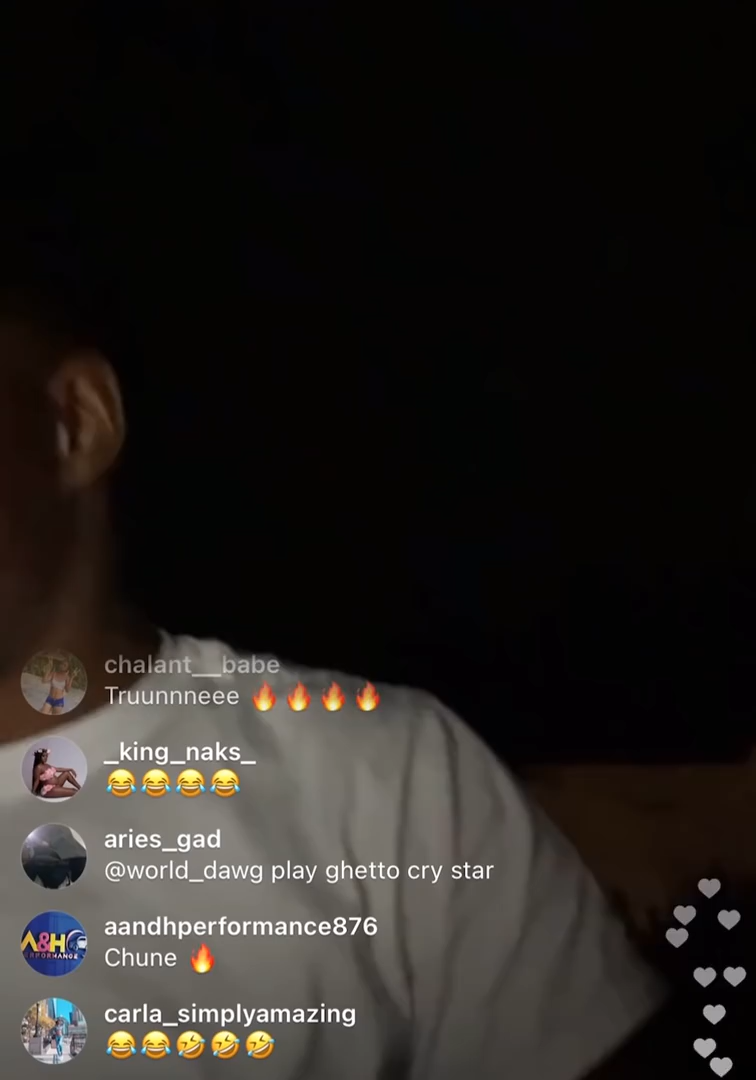 chalant__babe
Truunnneee 🔥🔥🔥🔥
_king_naks_
😂😂😂😂
aries_gad
@world_dawg play ghetto cry star
A&H
aandhperformance876
Chune 🔥
carla_simplyamazing
😂😂🤣🤣🤣